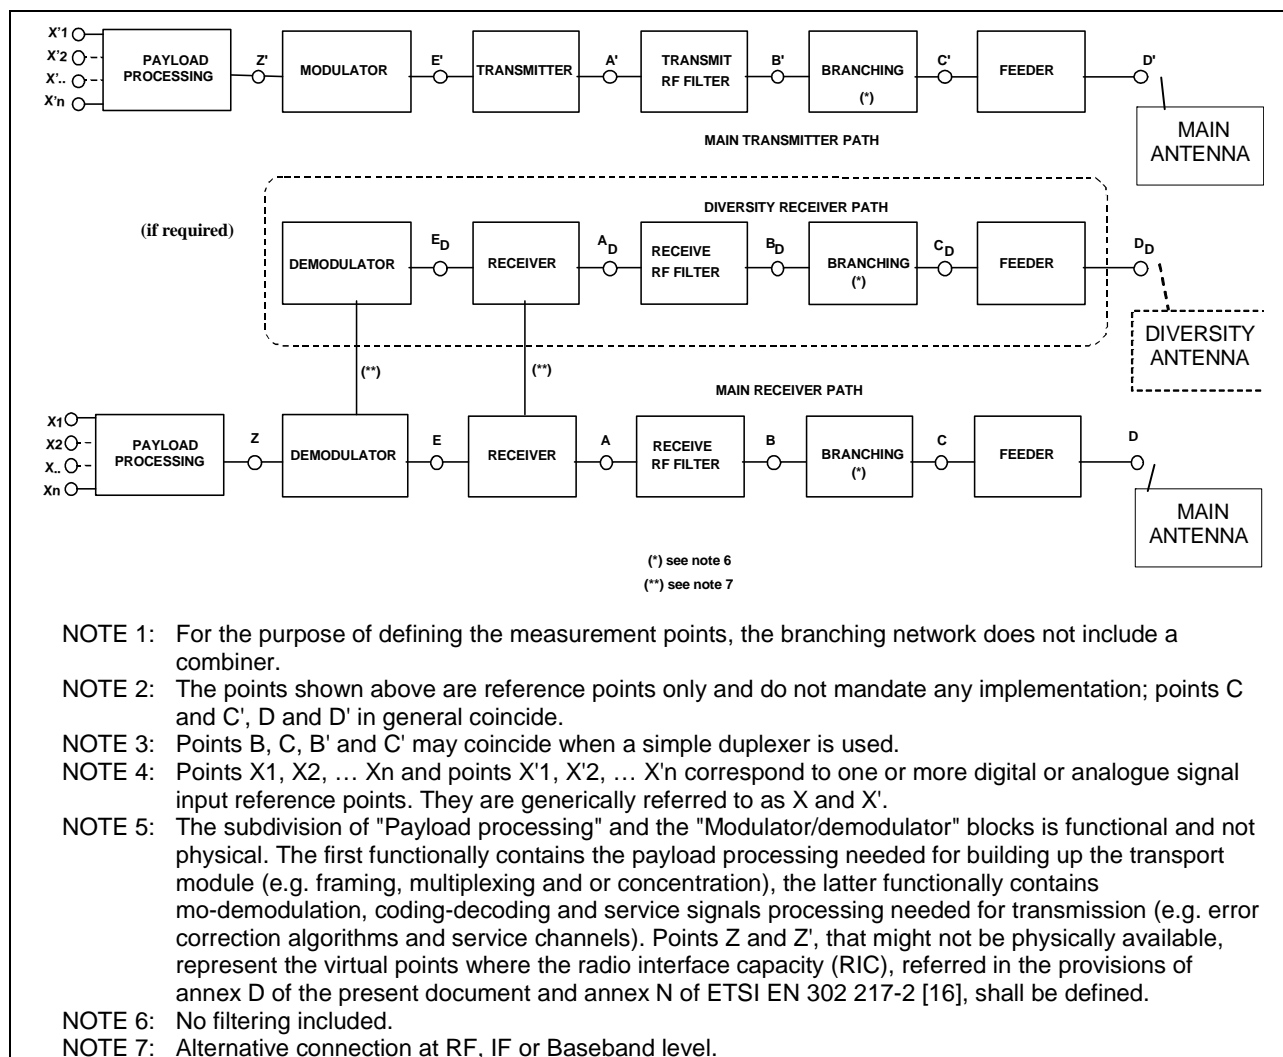 X'1
X'2
X'..
X'n
PAYLOAD
PROCESSING
Z'
MODULATOR
E'
TRANSMITTER
A'
TRANSMIT
RF FILTER
B'
BRANCHING
(*)
C'
FEEDER
D'
MAIN
ANTENNA
MAIN TRANSMITTER PATH
(if required)
DIVERSITY RECEIVER PATH
DEMODULATOR
ED
RECEIVER
AD
RECEIVE
RF FILTER
BD
BRANCHING
(*)
CD
FEEDER
DD
DIVERSITY
ANTENNA
(**)
(**)
MAIN RECEIVER PATH
X1
X2
X..
Xn
PAYLOAD
PROCESSING
Z
DEMODULATOR
E
RECEIVER
A
RECEIVE
RF FILTER
B
BRANCHING
(*)
C
FEEDER
D
MAIN
ANTENNA
(*) see note 6
(**) see note 7
NOTE 1: For the purpose of defining the measurement points, the branching network does not include a
combiner.
NOTE 2: The points shown above are reference points only and do not mandate any implementation; points C
and C', D and D' in general coincide.
NOTE 3: Points B, C, B' and C' may coincide when a simple duplexer is used.
NOTE 4: Points X1, X2, … Xn and points X'1, X'2, … X'n correspond to one or more digital or analogue signal
input reference points. They are generically referred to as X and X'.
NOTE 5: The subdivision of "Payload processing" and the "Modulator/demodulator" blocks is functional and not
physical. The first functionally contains the payload processing needed for building up the transport
module (e.g. framing, multiplexing and or concentration), the latter functionally contains
mo-demodulation, coding-decoding and service signals processing needed for transmission (e.g. error
correction algorithms and service channels). Points Z and Z', that might not be physically available,
represent the virtual points where the radio interface capacity (RIC), referred in the provisions of
annex D of the present document and annex N of ETSI EN 302 217-2 [16], shall be defined.
NOTE 6: No filtering included.
NOTE 7: Alternative connection at RF, IF or Baseband level.